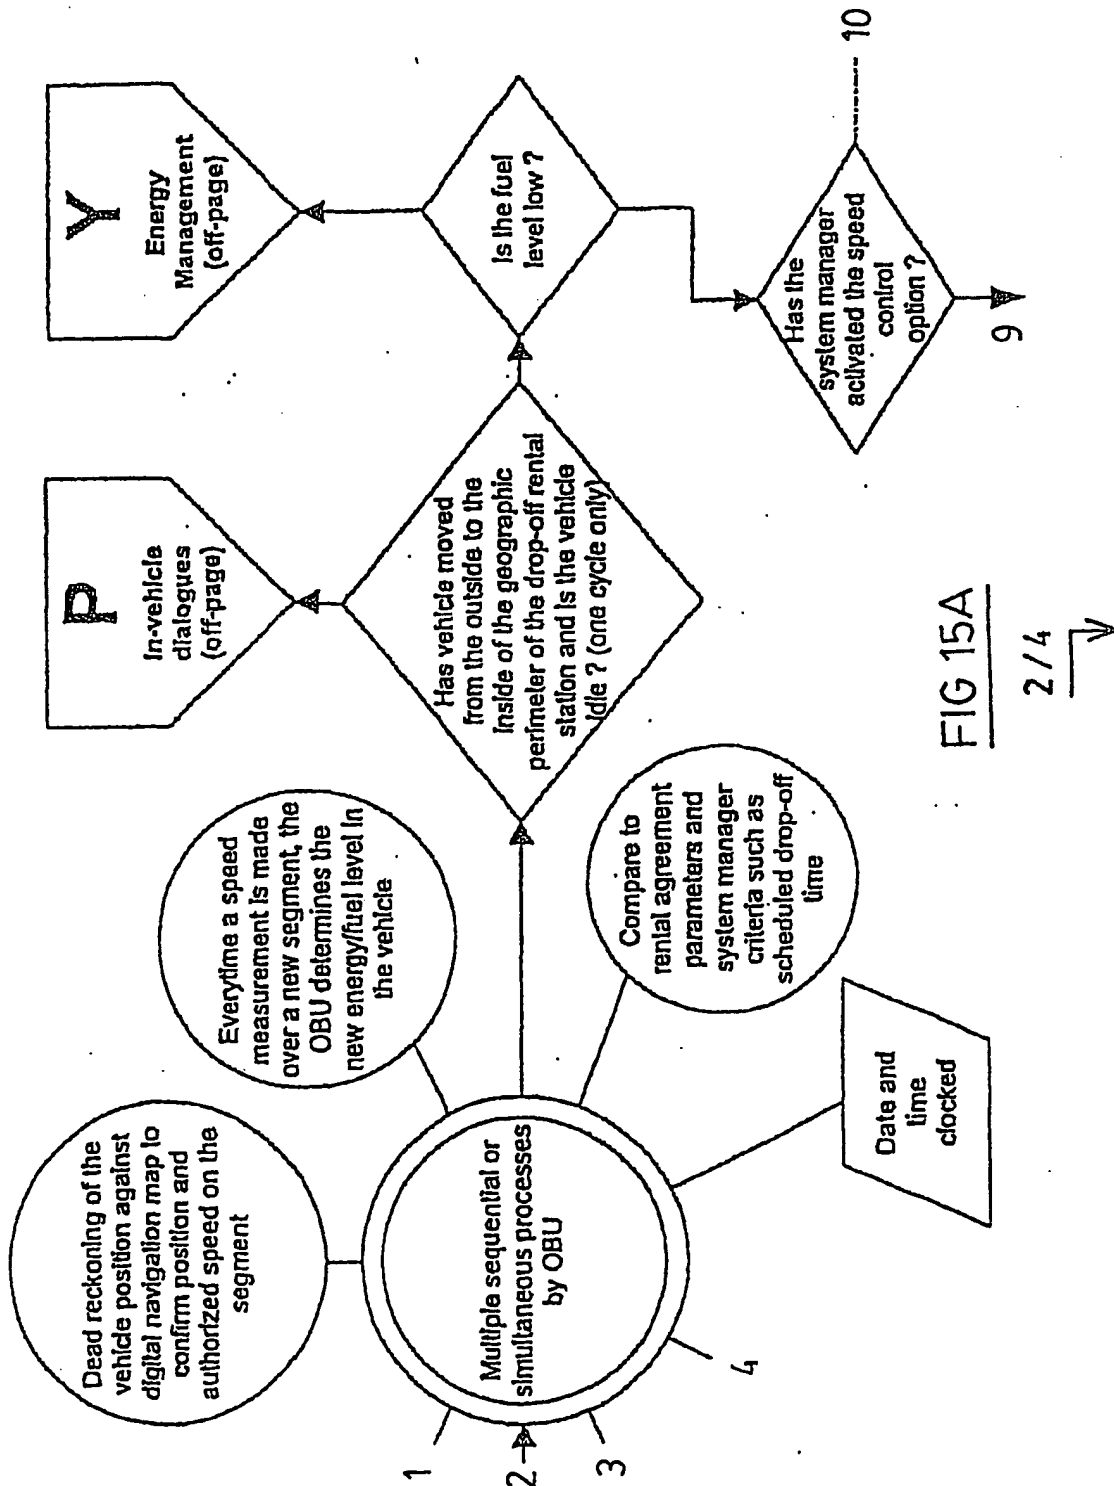 Dead reckoning of the
vehicle position against
digital navigation map to
confirm position and
authorized speed on the
segment
Everytime a speed
measurement is made
over a new segment, the
OBU determines the
new energy/fuel level in
the vehicle
P
In-vehicle
dialogues
(off-page)
Y
Energy
Management
(off-page)
1
2
3
4
Multiple sequential or
simultaneous processes
by OBU
Has vehicle moved
from the outside to the
inside of the geographic
perimeter of the drop-off rental
station and is the vehicle
idle ? (one cycle only)
Is the fuel
level low ?
Compare to
rental agreement
parameters and
system manager
criteria such as
scheduled drop-off
time
Date and
time
clocked
Has the
system manager
activated the speed
control
option ?
9
10
FIG 15A
2/4